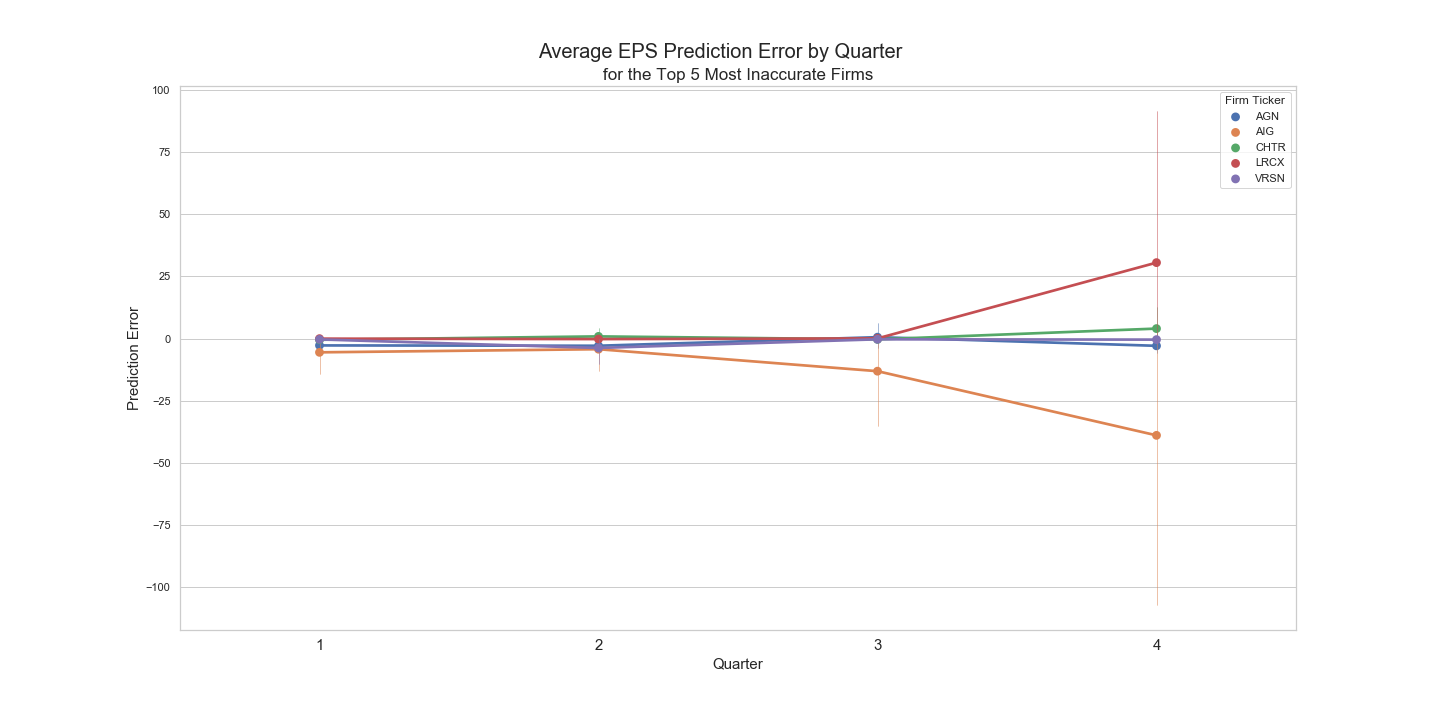 Average EPS Prediction Error by Quarter
for the Top 5 Most Inaccurate Firms
100
75
50
25
0
−25
−50
−75
−100
Prediction Error
Firm Ticker
AGN
AIG
CHTR
LRCX
VRSN
1 2 3 4
Quarter